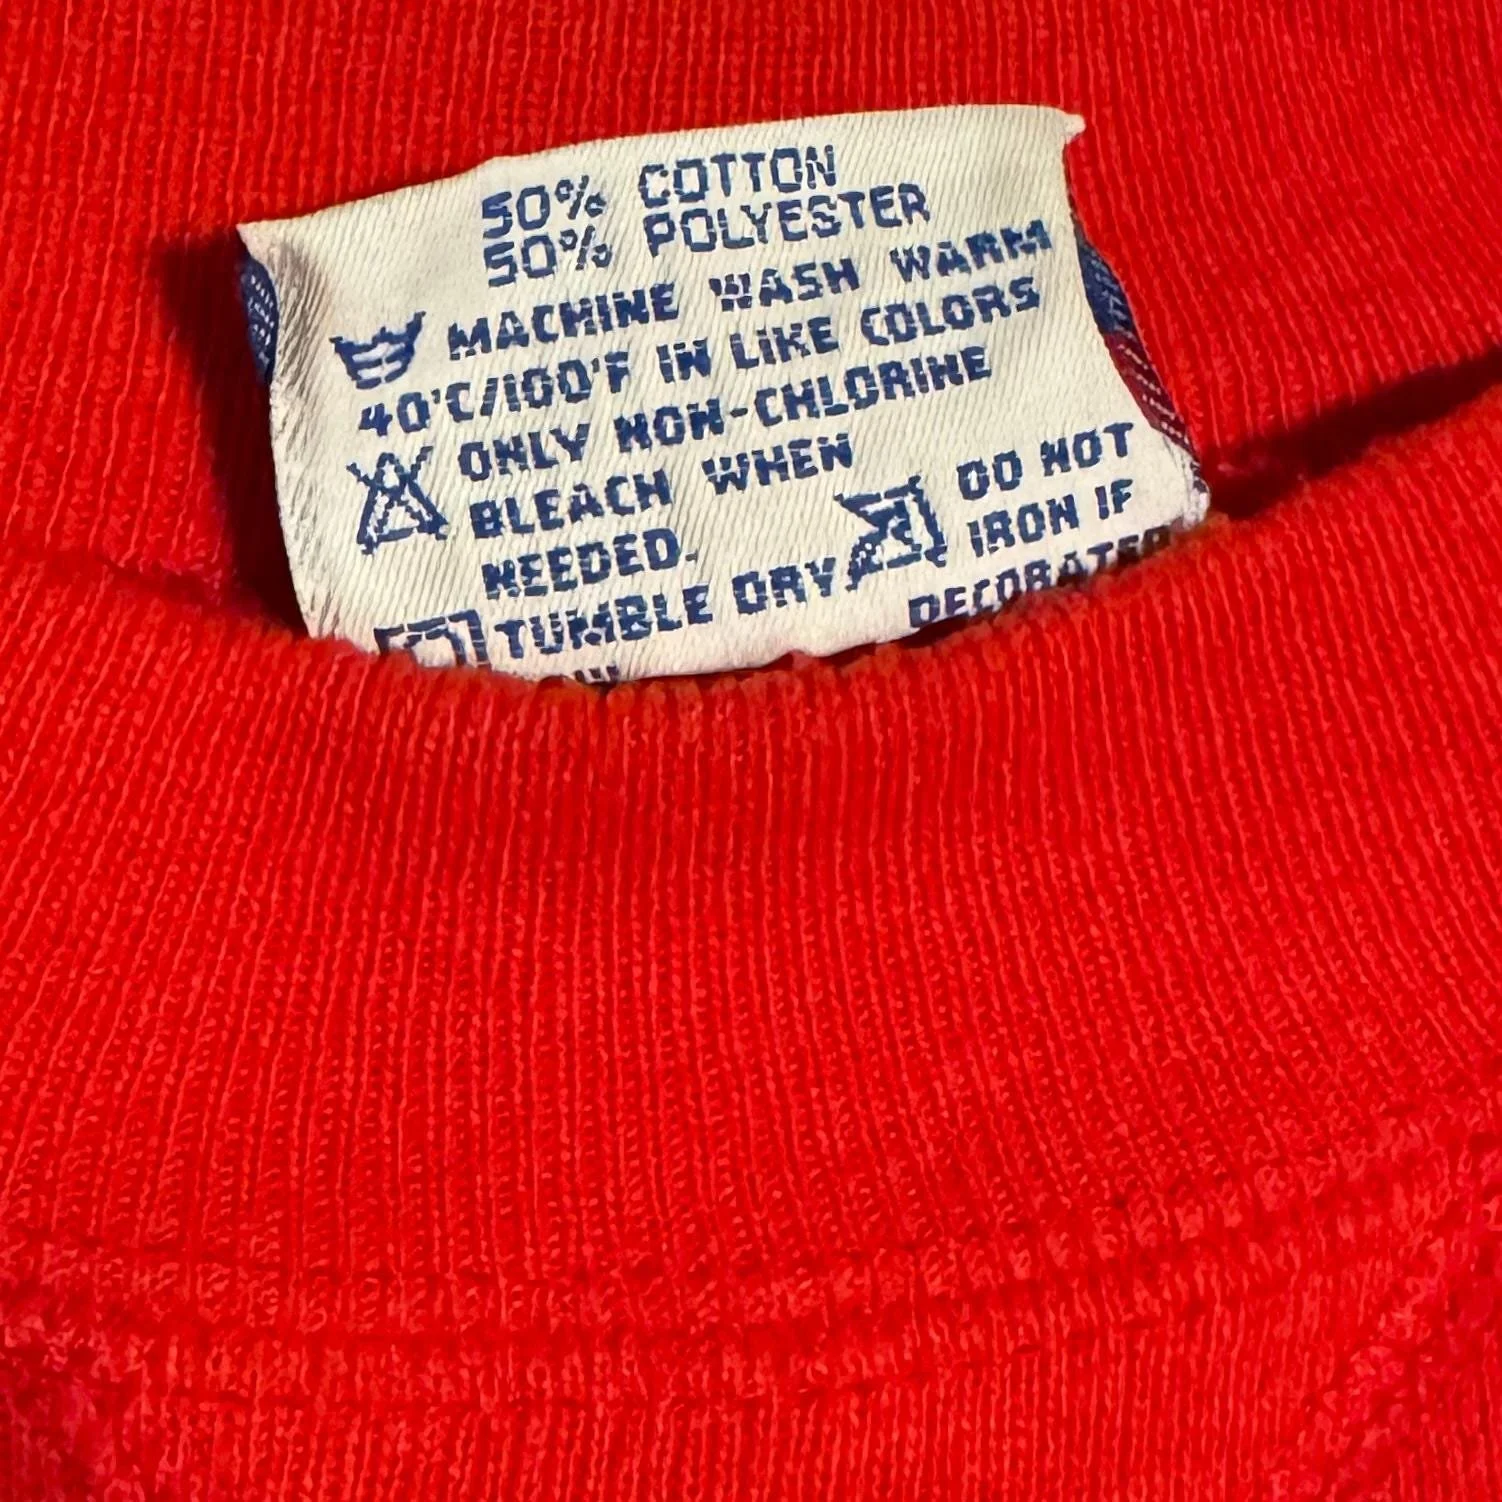 50% COTTON
50% POLYESTER
MACHINE WASH WARM
40°C/100°F IN LIKE COLORS
ONLY NON-CHLORINE
BLEACH WHEN
NEEDED.
TUMBLE DRY
DO NOT
IRON IF
DECORATED